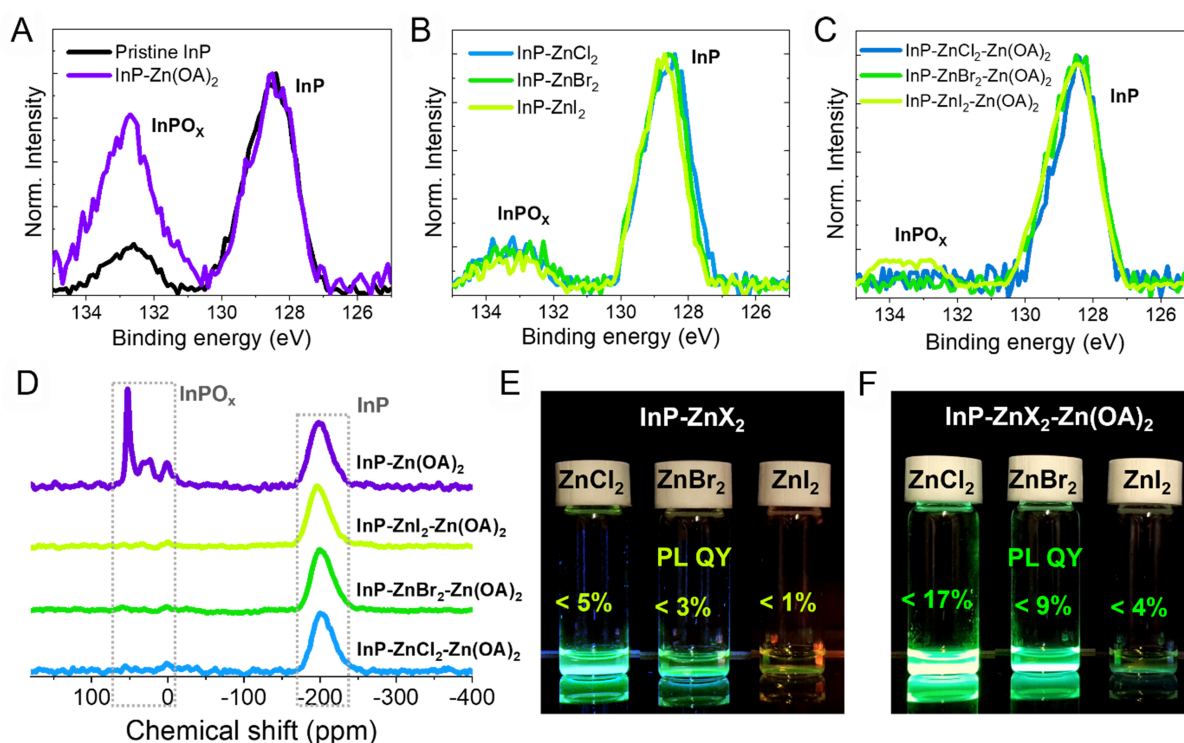 A
Pristine InP
InP-Zn(OA)₂
InP
InPOₓ
Norm. Intensity
134 132 130 128 126
Binding energy (eV)
B
InP-ZnCl₂
InP-ZnBr₂
InP-ZnI₂
InP
InPOₓ
Norm. Intensity
134 132 130 128 126
Binding energy (eV)
C
InP-ZnCl₂-Zn(OA)₂
InP-ZnBr₂-Zn(OA)₂
InP-ZnI₂-Zn(OA)₂
InP
InPOₓ
Norm. Intensity
134 132 130 128 126
Binding energy (eV)
D
InPOₓ
InP
InP-Zn(OA)₂
InP-ZnI₂-Zn(OA)₂
InP-ZnBr₂-Zn(OA)₂
InP-ZnCl₂-Zn(OA)₂
100 0 -100 -200 -300 -400
Chemical shift (ppm)
E
InP-ZnX₂
ZnCl₂ ZnBr₂ ZnI₂
PL QY
< 5% < 3% < 1%
F
InP-ZnX₂-Zn(OA)₂
ZnCl₂ ZnBr₂ ZnI₂
PL QY
< 17% < 9% < 4%